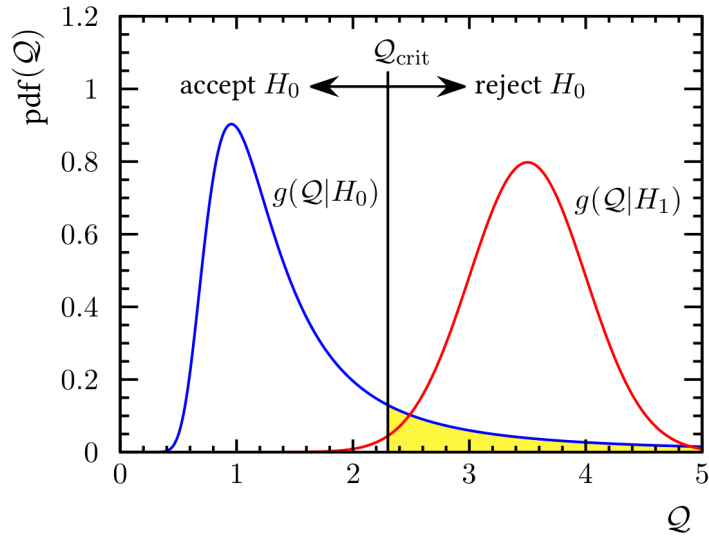 pdf(𝒬)
1.2
1
0.8
0.6
0.4
0.2
0
𝒬crit
accept H₀
reject H₀
g(𝒬|H₀)
g(𝒬|H₁)
0 1 2 3 4 5
𝒬